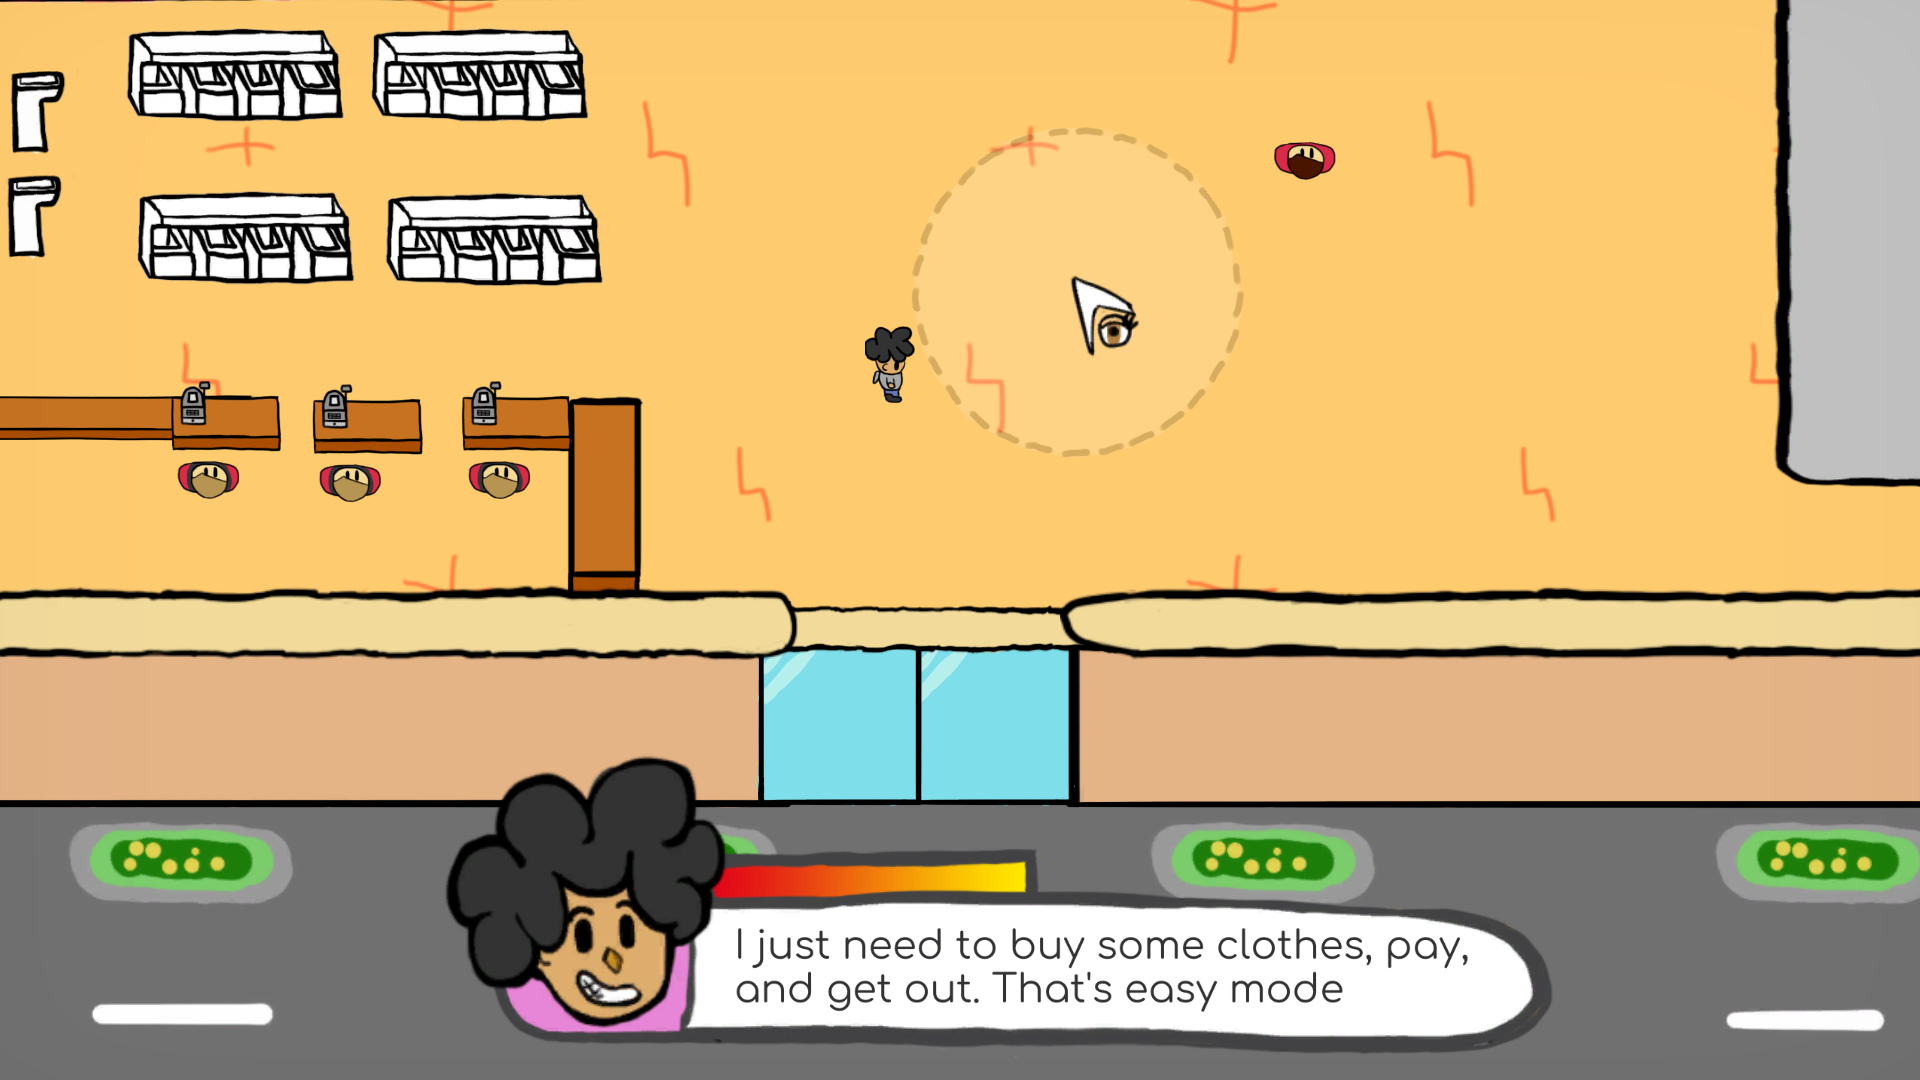 I just need to buy some clothes, pay,
and get out. That's easy mode